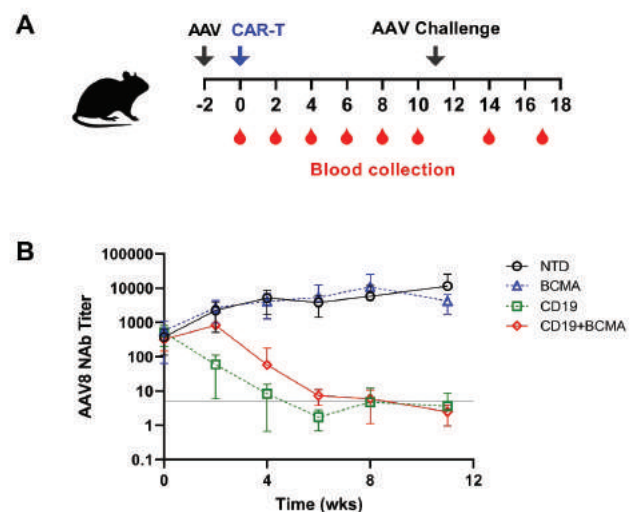 A
AAV CAR-T AAV Challenge
-2 0 2 4 6 8 10 12 14 16 18
Blood collection
B
AAV8 NAb Titer
100000
10000
1000
100
10
1
0.1
0 4 8 12
Time (wks)
NTD
BCMA
CD19
CD19+BCMA